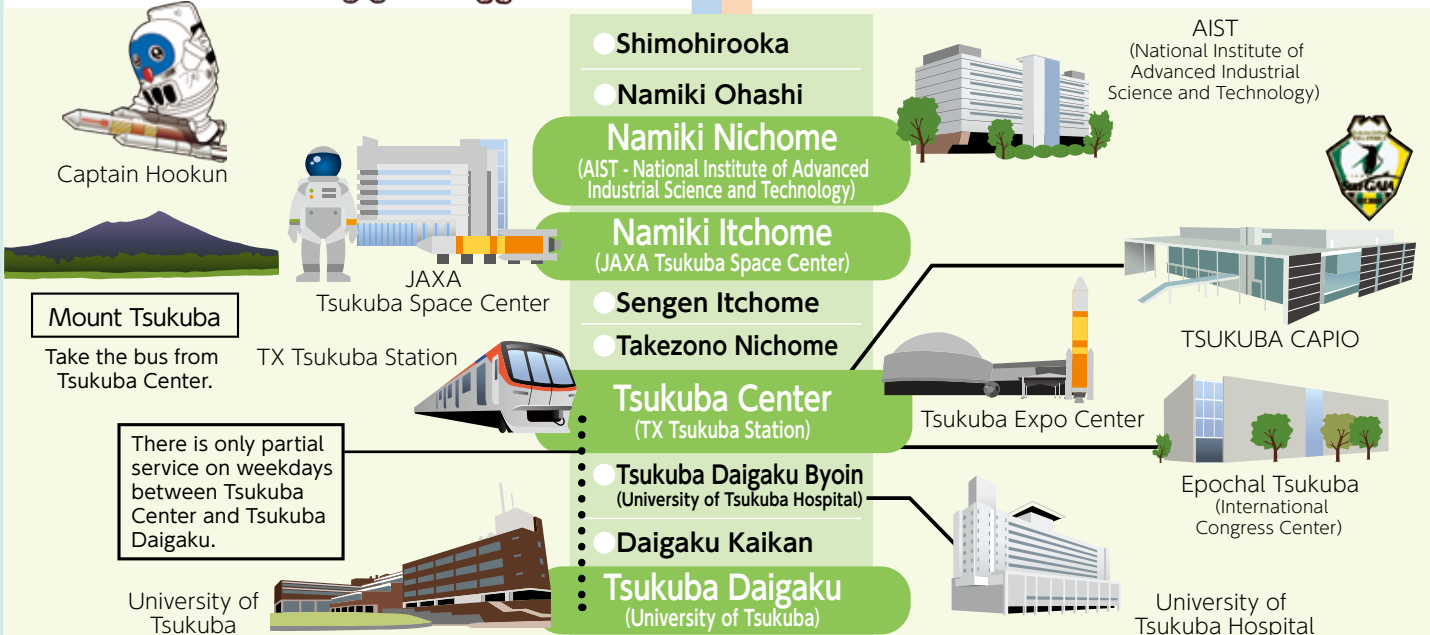 Shimohirooka
Namiki Ohashi
Namiki Nichome
(AIST - National Institute of Advanced
Industrial Science and Technology)
Namiki Itchome
(JAXA Tsukuba Space Center)
Sengen Itchome
Takezono Nichome
Tsukuba Center
(TX Tsukuba Station)
Tsukuba Daigaku Byoin
(University of Tsukuba Hospital)
Daigaku Kaikan
Tsukuba Daigaku
(University of Tsukuba)
Captain Hookun
JAXA
Tsukuba Space Center
Mount Tsukuba
Take the bus from
Tsukuba Center.
TX Tsukuba Station
There is only partial
service on weekdays
between Tsukuba
Center and Tsukuba
Daigaku.
University of
Tsukuba
AIST
(National Institute of
Advanced Industrial
Science and Technology)
Sun GAIA
TSUKUBA CAPIO
Tsukuba Expo Center
Epochal Tsukuba
(International
Congress Center)
University of
Tsukuba Hospital